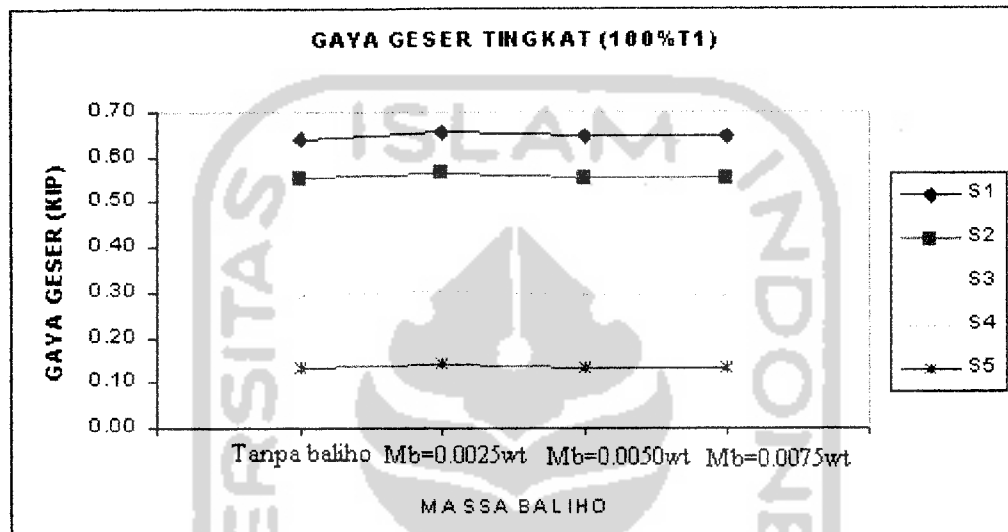 GAYA GESER TINGKAT (100%T1)
GAYA GESER (KIP)
0.70
0.60
0.50
0.40
0.30
0.20
0.10
0.00
Tanpa baliho Mb=0.0025wt Mb=0.0050wt Mb=0.0075wt
MASSA BALIHO
S1
S2
S3
S4
S5
ISLAM